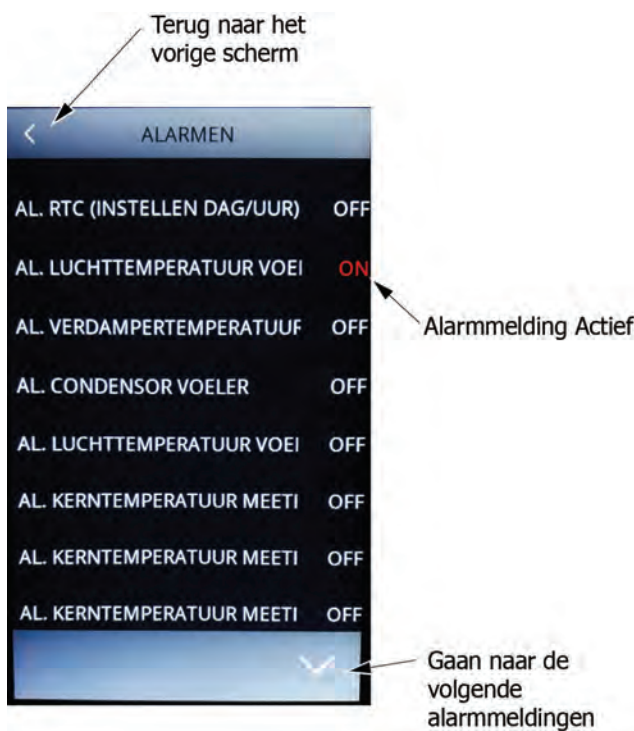 Terug naar het
vorige scherm
ALARMEN
AL. RTC (INSTELLEN DAG/UUR) OFF
AL. LUCHTTEMPERATUUR VOEI ON
Alarmmelding Actief
AL. VERDAMPERTEMPERATUUF OFF
AL. CONDENSOR VOELER OFF
AL. LUCHTTEMPERATUUR VOEI OFF
AL. KERNTEMPERATUUR MEETI OFF
AL. KERNTEMPERATUUR MEETI OFF
AL. KERNTEMPERATUUR MEETI OFF
Gaan naar de
volgende
alarmmeldingen